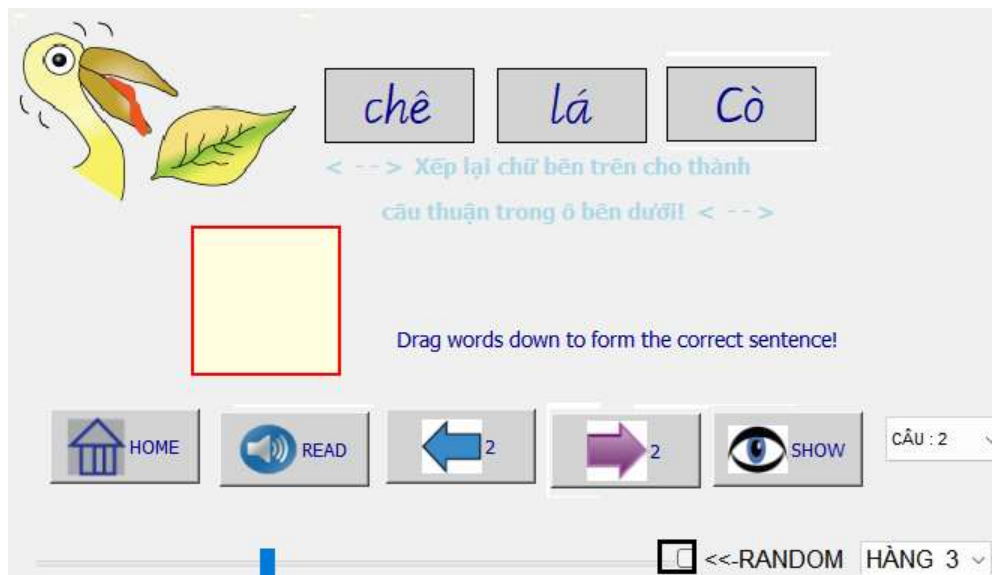 chê lá Cò
< --> Xếp lại chữ bên trên cho thành
câu thuận trong ô bên dưới! < -->
Drag words down to form the correct sentence!
HOME READ 2 2 SHOW CÂU : 2
<<-RANDOM HÀNG 3